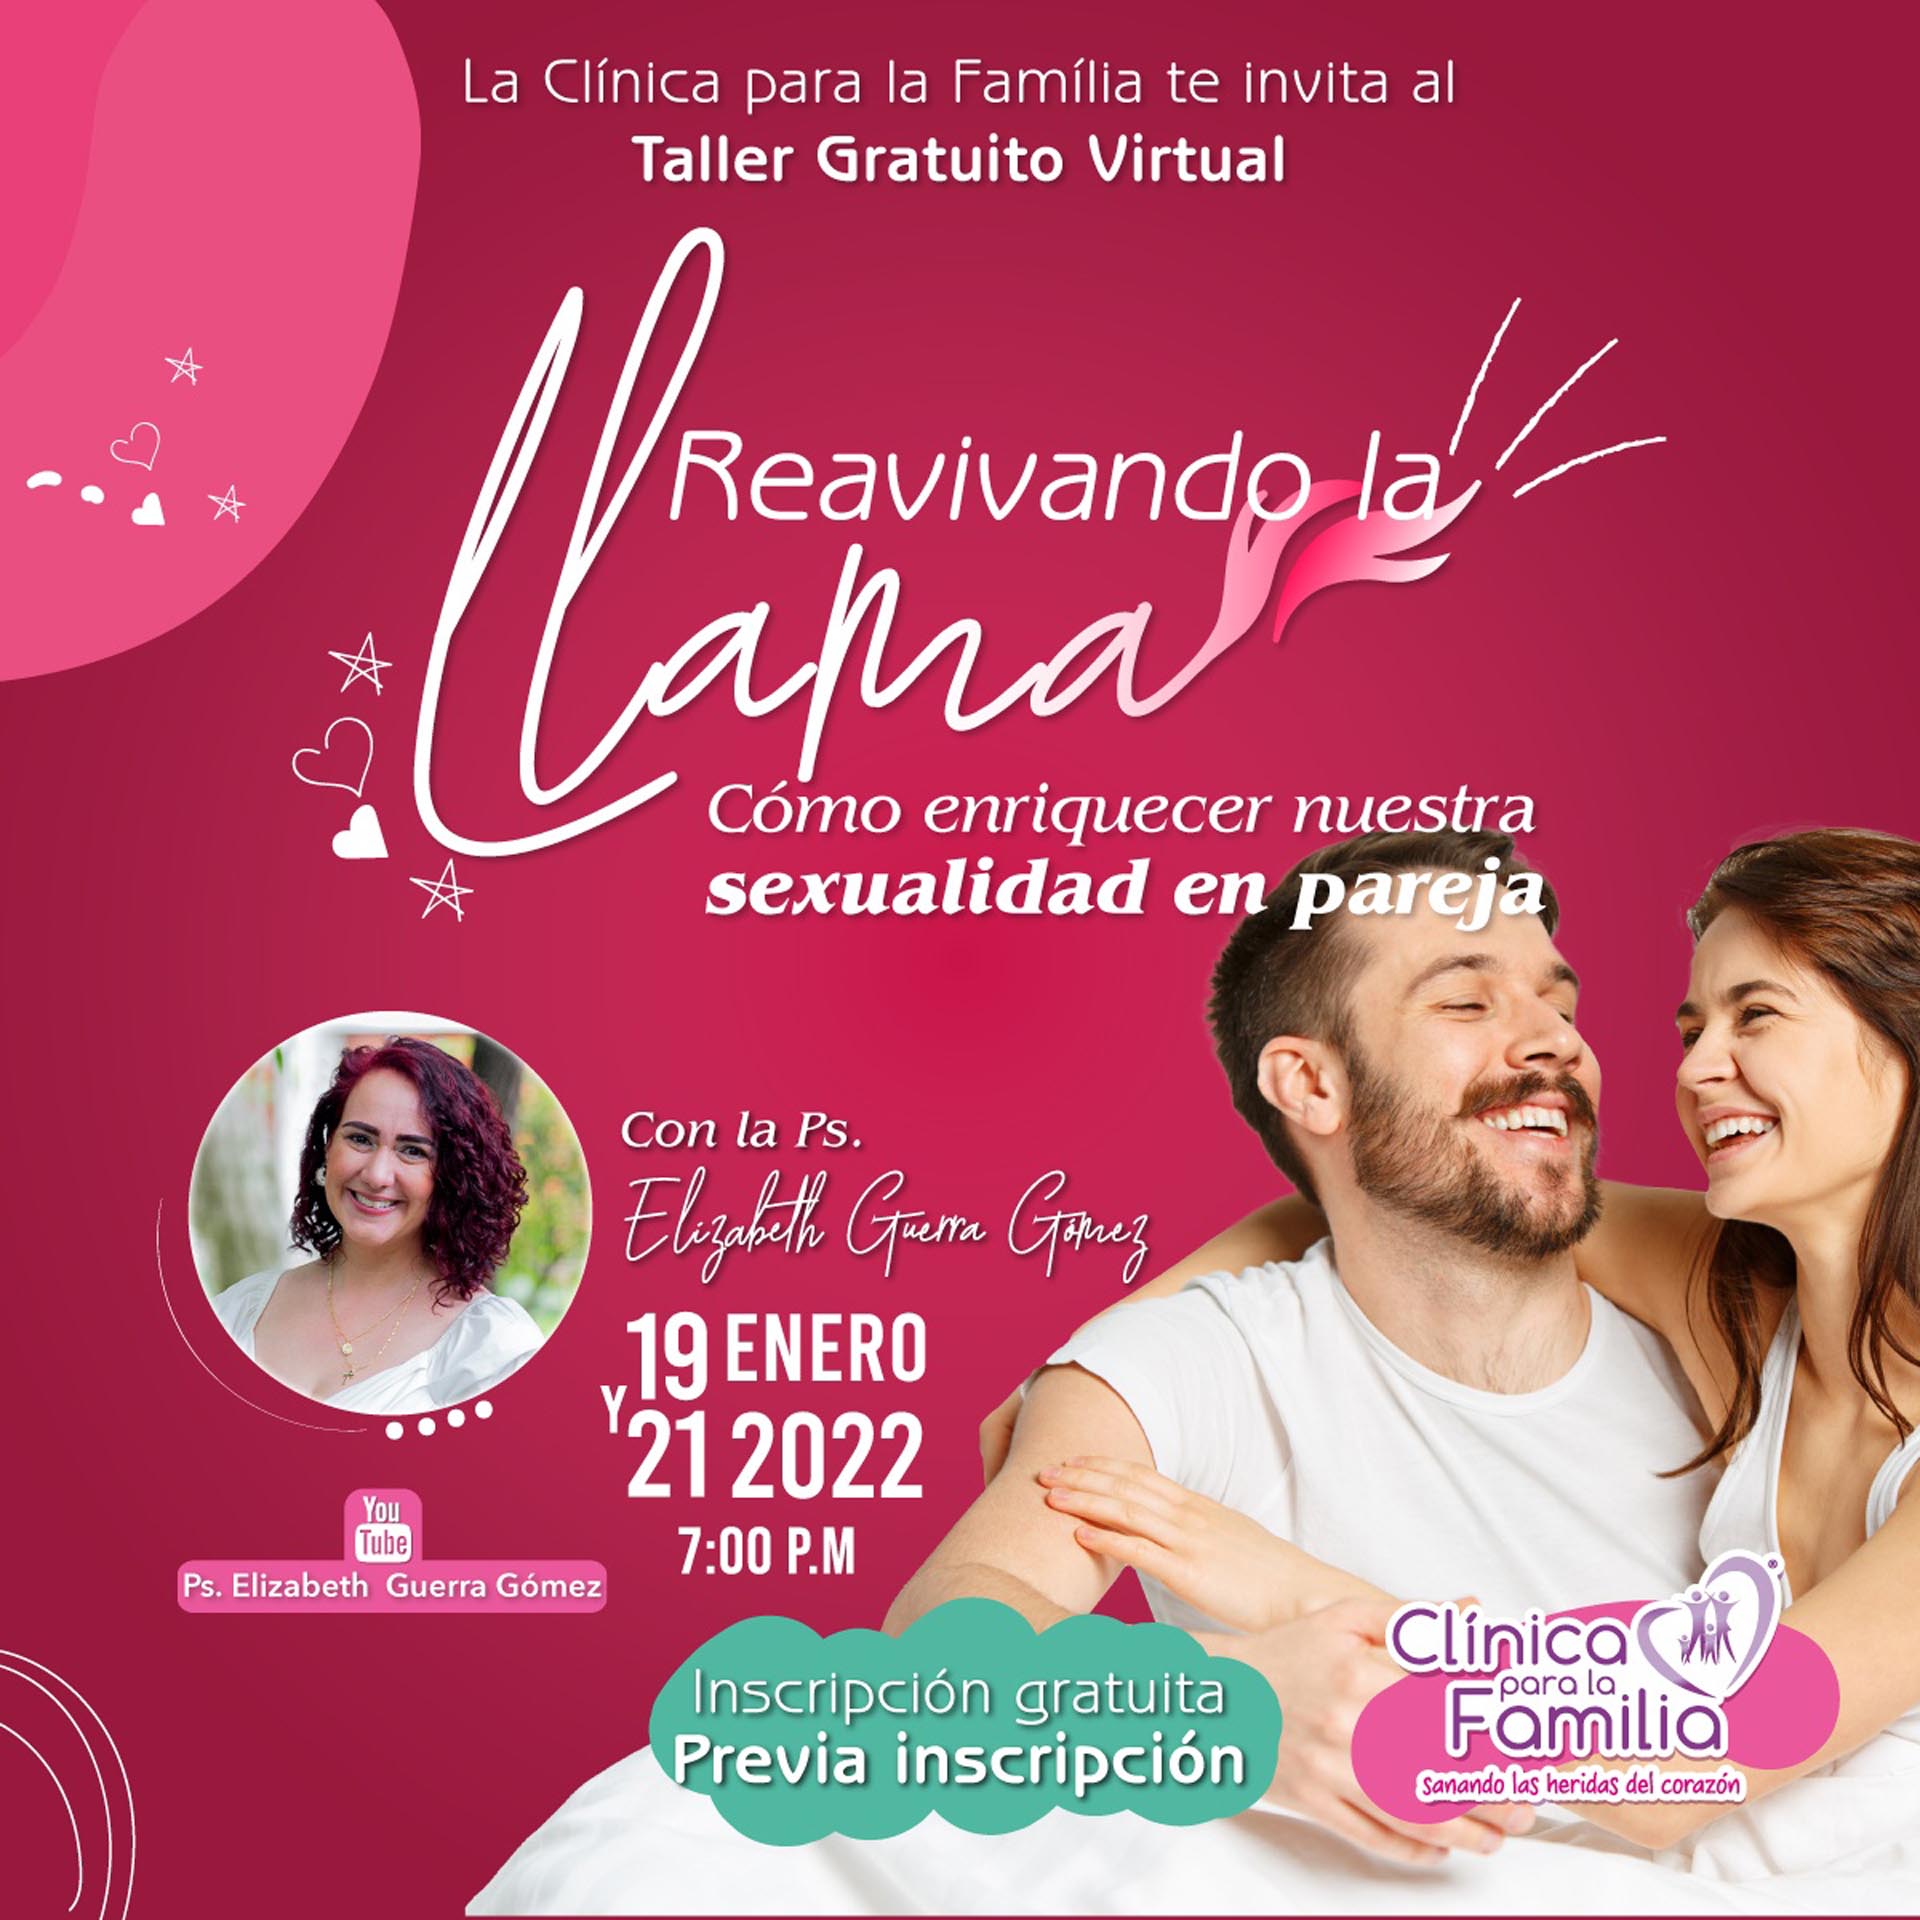 La Clínica para la Família te invita al
Taller Gratuito Virtual
Reavivando la
Llama
Cómo enriquecer nuestra
sexualidad en pareja
Con la Ps.
Elizabeth Guerra Gómez
19 ENERO
Y
21 2022
7:00 P.M
You
Tube
Ps. Elizabeth Guerra Gómez
Inscripción gratuita
Previa inscripción
Clínica ®
para la
Familia
sanando las heridas del corazón